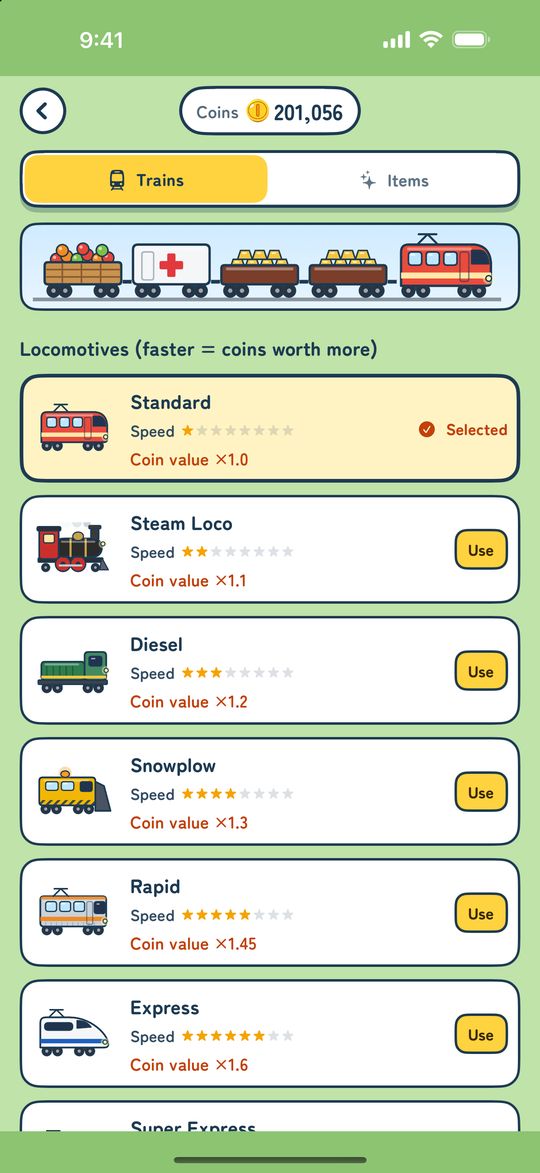 9:41
Coins 201,056
Trains
Items
Locomotives (faster = coins worth more)
Standard
Speed
Selected
Coin value ×1.0
Steam Loco
Speed
Use
Coin value ×1.1
Diesel
Speed
Use
Coin value ×1.2
Snowplow
Speed
Use
Coin value ×1.3
Rapid
Speed
Use
Coin value ×1.45
Express
Speed
Use
Coin value ×1.6
Super Express